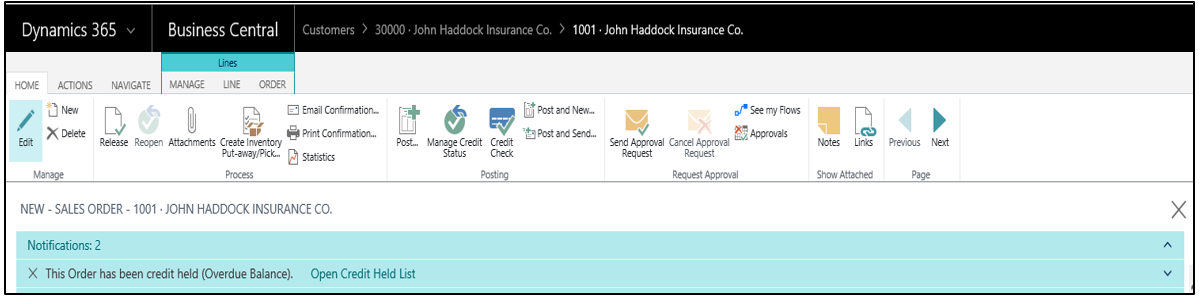 Dynamics 365 Business Central Customers > 30000 · John Haddock Insurance Co. > 1001 · John Haddock Insurance Co.
Lines
HOME ACTIONS NAVIGATE MANAGE LINE ORDER
Edit
New
Delete
Manage
Release
Reopen
Attachments
Create Inventory
Put-away/Pick...
Email Confirmation...
Print Confirmation...
Statistics
Process
Post...
Manage Credit
Status
Credit
Check
Post and New...
Post and Send...
Posting
Send Approval
Request
Cancel Approval
Request
See my Flows
Approvals
Request Approval
Notes
Links
Show Attached
Previous
Next
Page
NEW - SALES ORDER - 1001 · JOHN HADDOCK INSURANCE CO.
Notifications: 2
This Order has been credit held (Overdue Balance). Open Credit Held List